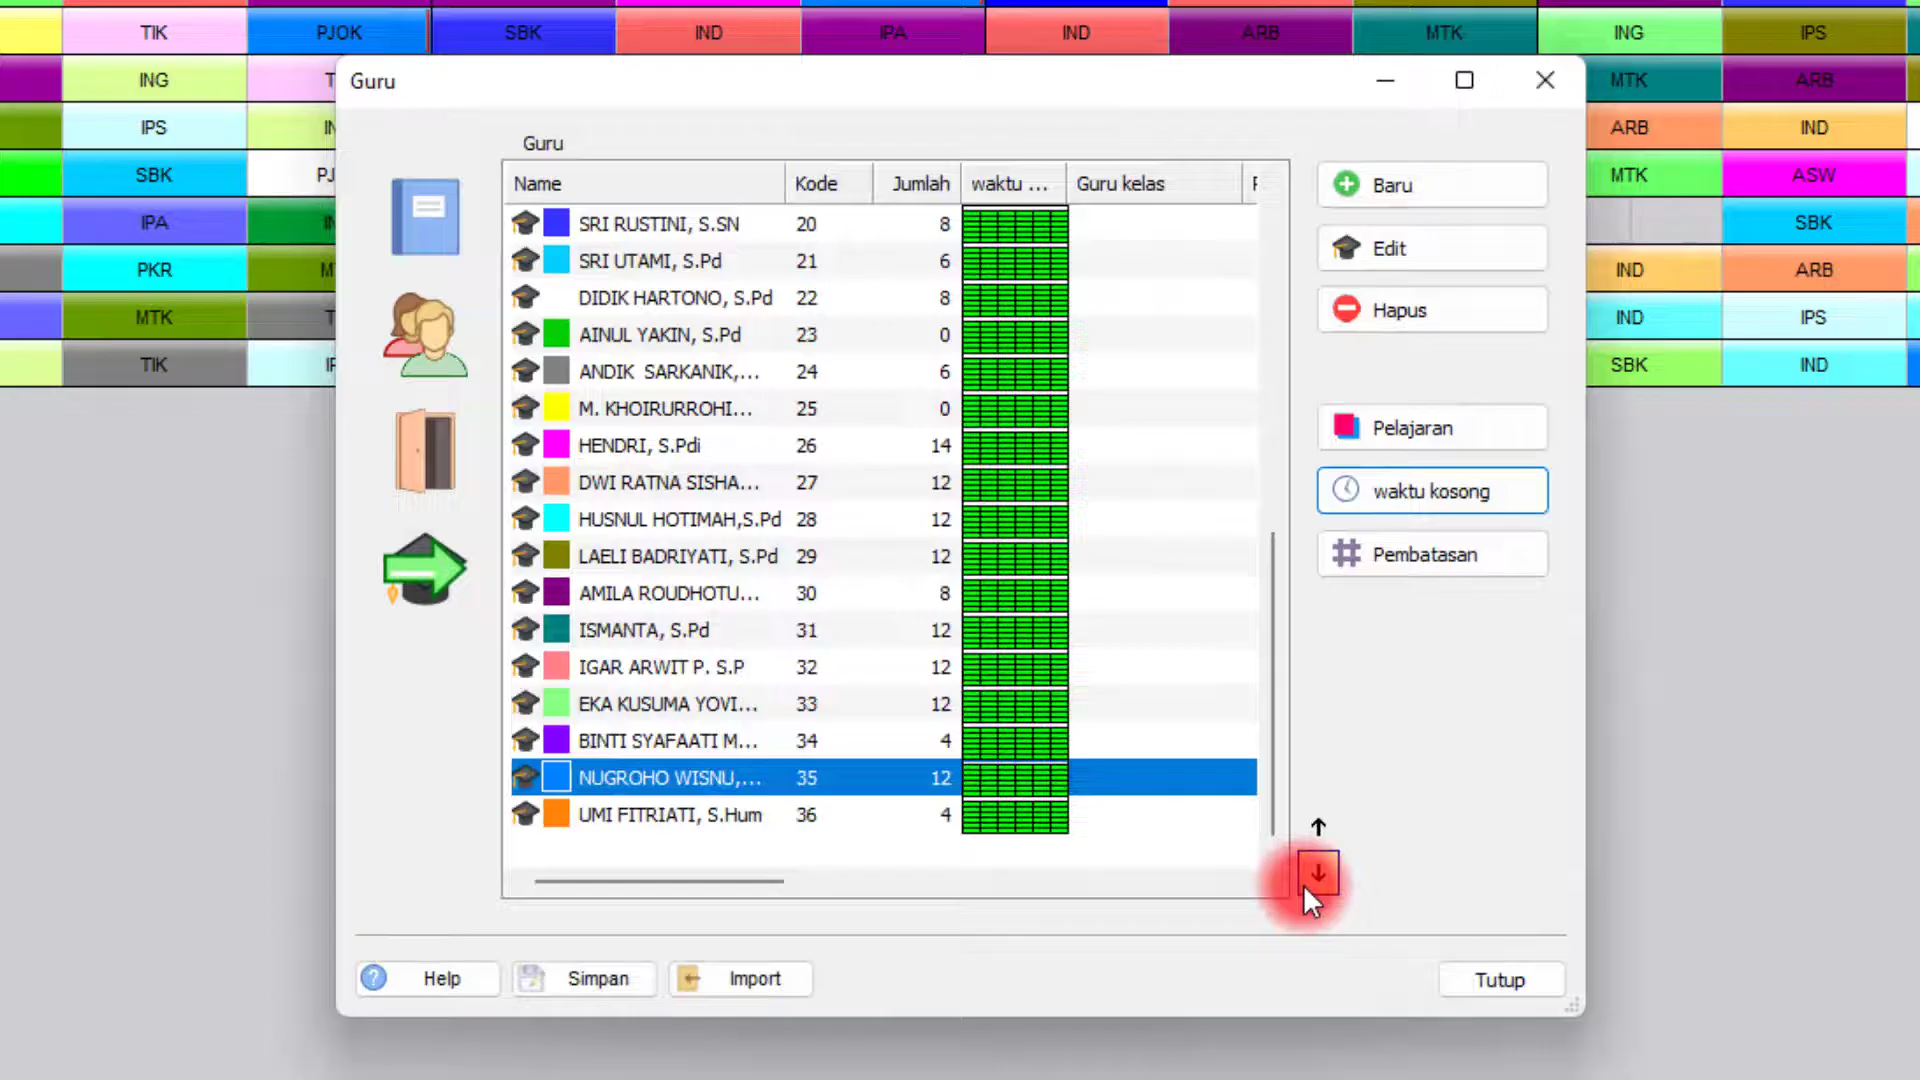 TIK PJOK SBK IND IPA IND ARB MTK ING IPS
ING MTK ARB
IPS ARB IND
SBK MTK ASW
IPA SBK
PKR IND ARB
MTK IND IPS
TIK SBK IND
Guru
Guru
Name Kode Jumlah waktu ... Guru kelas
SRI RUSTINI, S.SN 20 8
SRI UTAMI, S.Pd 21 6
DIDIK HARTONO, S.Pd 22 8
AINUL YAKIN, S.Pd 23 0
ANDIK SARKANIK,... 24 6
M. KHOIRURROHI... 25 0
HENDRI, S.Pdi 26 14
DWI RATNA SISHA... 27 12
HUSNUL HOTIMAH,S.Pd 28 12
LAELI BADRIYATI, S.Pd 29 12
AMILA ROUDHOTU... 30 8
ISMANTA, S.Pd 31 12
IGAR ARWIT P. S.P 32 12
EKA KUSUMA YOVI... 33 12
BINTI SYAFAATI M... 34 4
NUGROHO WISNU,... 35 12
UMI FITRIATI, S.Hum 36 4
Baru
Edit
Hapus
Pelajaran
waktu kosong
Pembatasan
Help Simpan Import Tutup